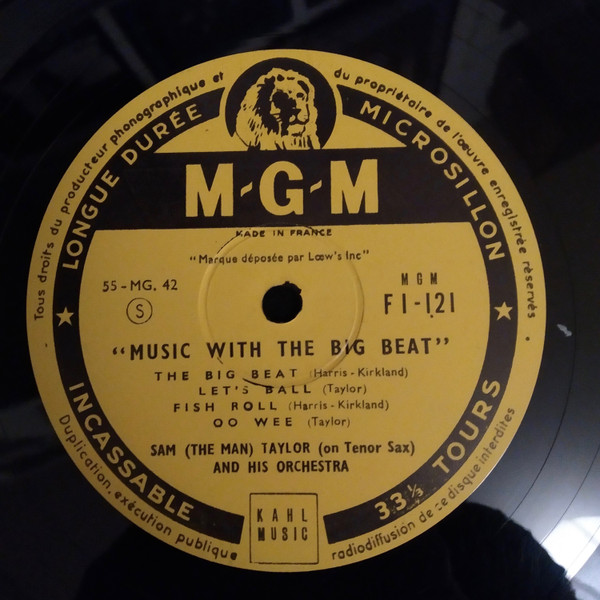 Tous droits du producteur phonographique et du propriétaire de l'œuvre enregistrée réservés
LONGUE DURÉE
MICROSILLON
M-G-M
MADE IN FRANCE
"Marque déposée par Lœw's Inc"
55-MG. 42
S
MGM
F1-121
"MUSIC WITH THE BIG BEAT"
THE BIG BEAT (Harris-Kirkland)
LET'S BALL (Taylor)
FISH ROLL (Harris-Kirkland)
OO WEE (Taylor)
SAM (THE MAN) TAYLOR (on Tenor Sax)
AND HIS ORCHESTRA
INCASSABLE
33 1/3 TOURS
KAHL
MUSIC
Duplication, exécution publique radiodiffusion de ce disque interdites